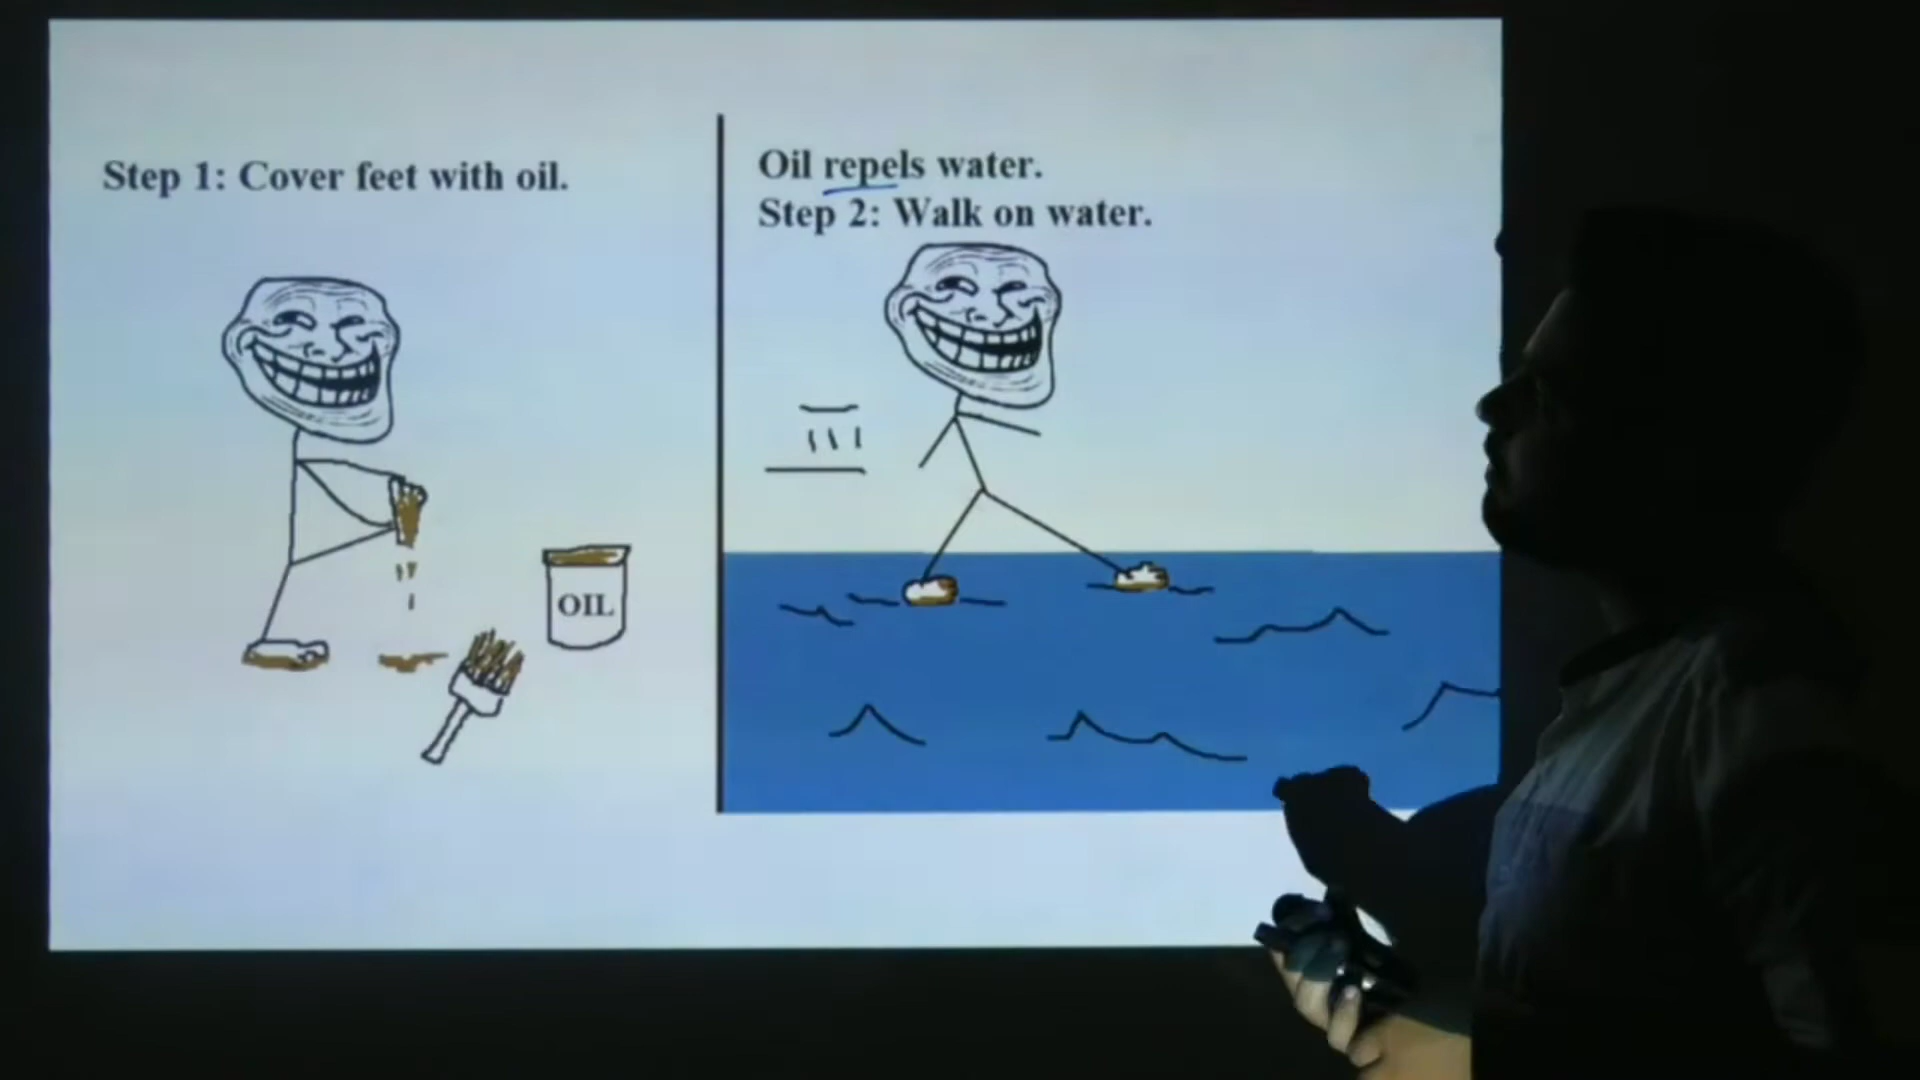 Step 1: Cover feet with oil.
OIL
Oil repels water.
Step 2: Walk on water.